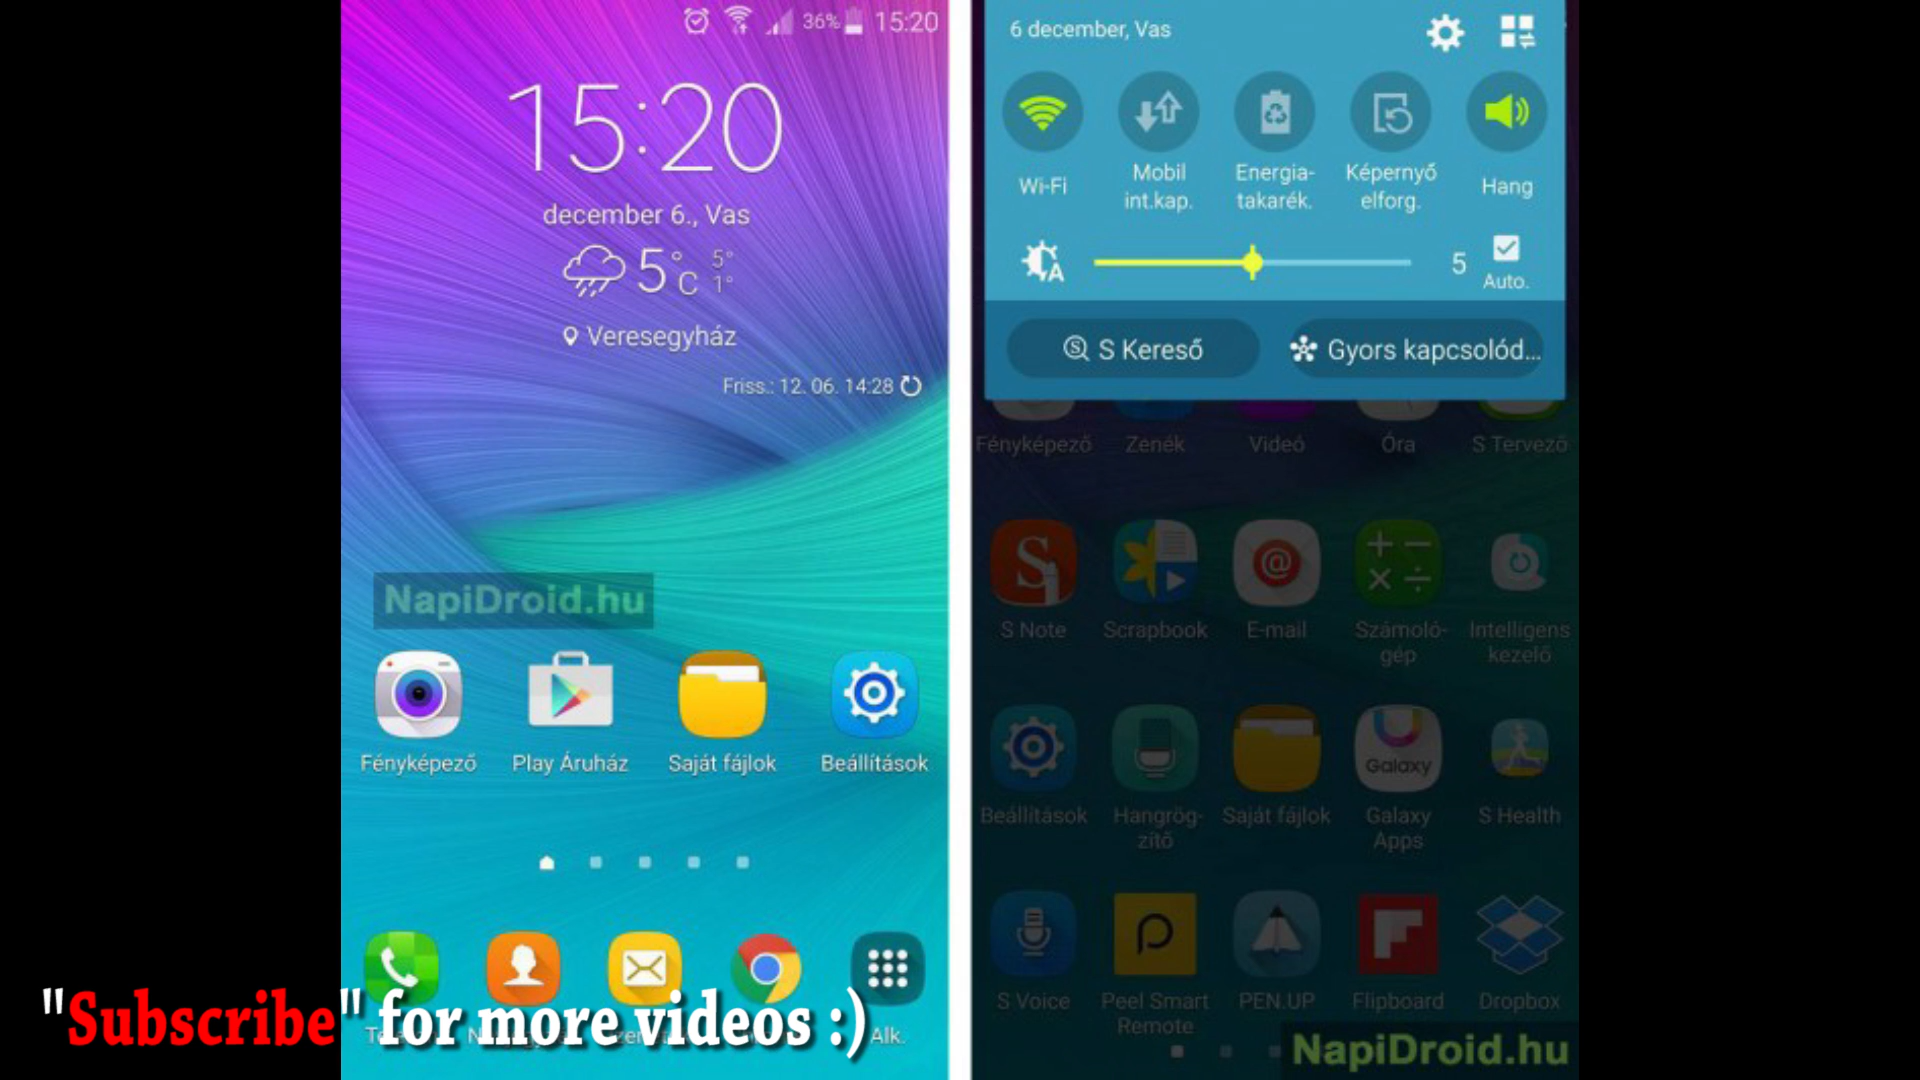 36% 15:20
15:20
december 6., Vas
5°C 5° 1°
Veresegyház
Friss.: 12. 06. 14:28
NapiDroid.hu
Fényképező Play Áruház Saját fájlok Beállítások
Alk.
"Subscribe" for more videos :)
6 december, Vas
Wi-Fi
Mobil int.kap.
Energia-takarék.
Képernyő elforg.
Hang
A
5
Auto.
S Kereső
Gyors kapcsolód...
Fényképező Zenék Videó Óra S Tervező
S Note Scrapbook E-mail Számoló- Intelligens
gép kezelő
Galaxy
Beállítások Hangrög- Saját fájlok Galaxy S Health
zítő Apps
S Voice Peel Smart PEN.UP Flipboard Dropbox
Remote
NapiDroid.hu